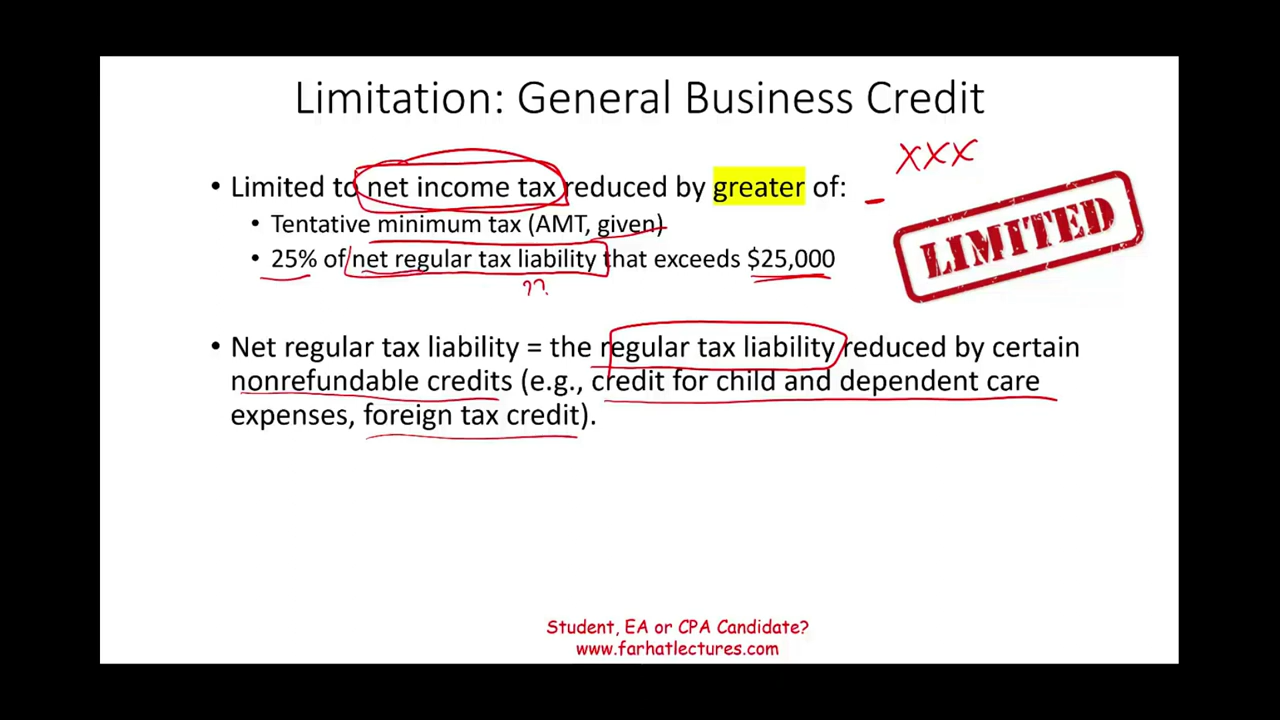 Limitation: General Business Credit
xxx
• Limited to net income tax reduced by greater of:
-
• Tentative minimum tax (AMT, given)
LIMITED
• 25% of net regular tax liability that exceeds $25,000
??
• Net regular tax liability = the regular tax liability reduced by certain
nonrefundable credits (e.g., credit for child and dependent care
expenses, foreign tax credit).
Student, EA or CPA Candidate?
www.farhatlectures.com